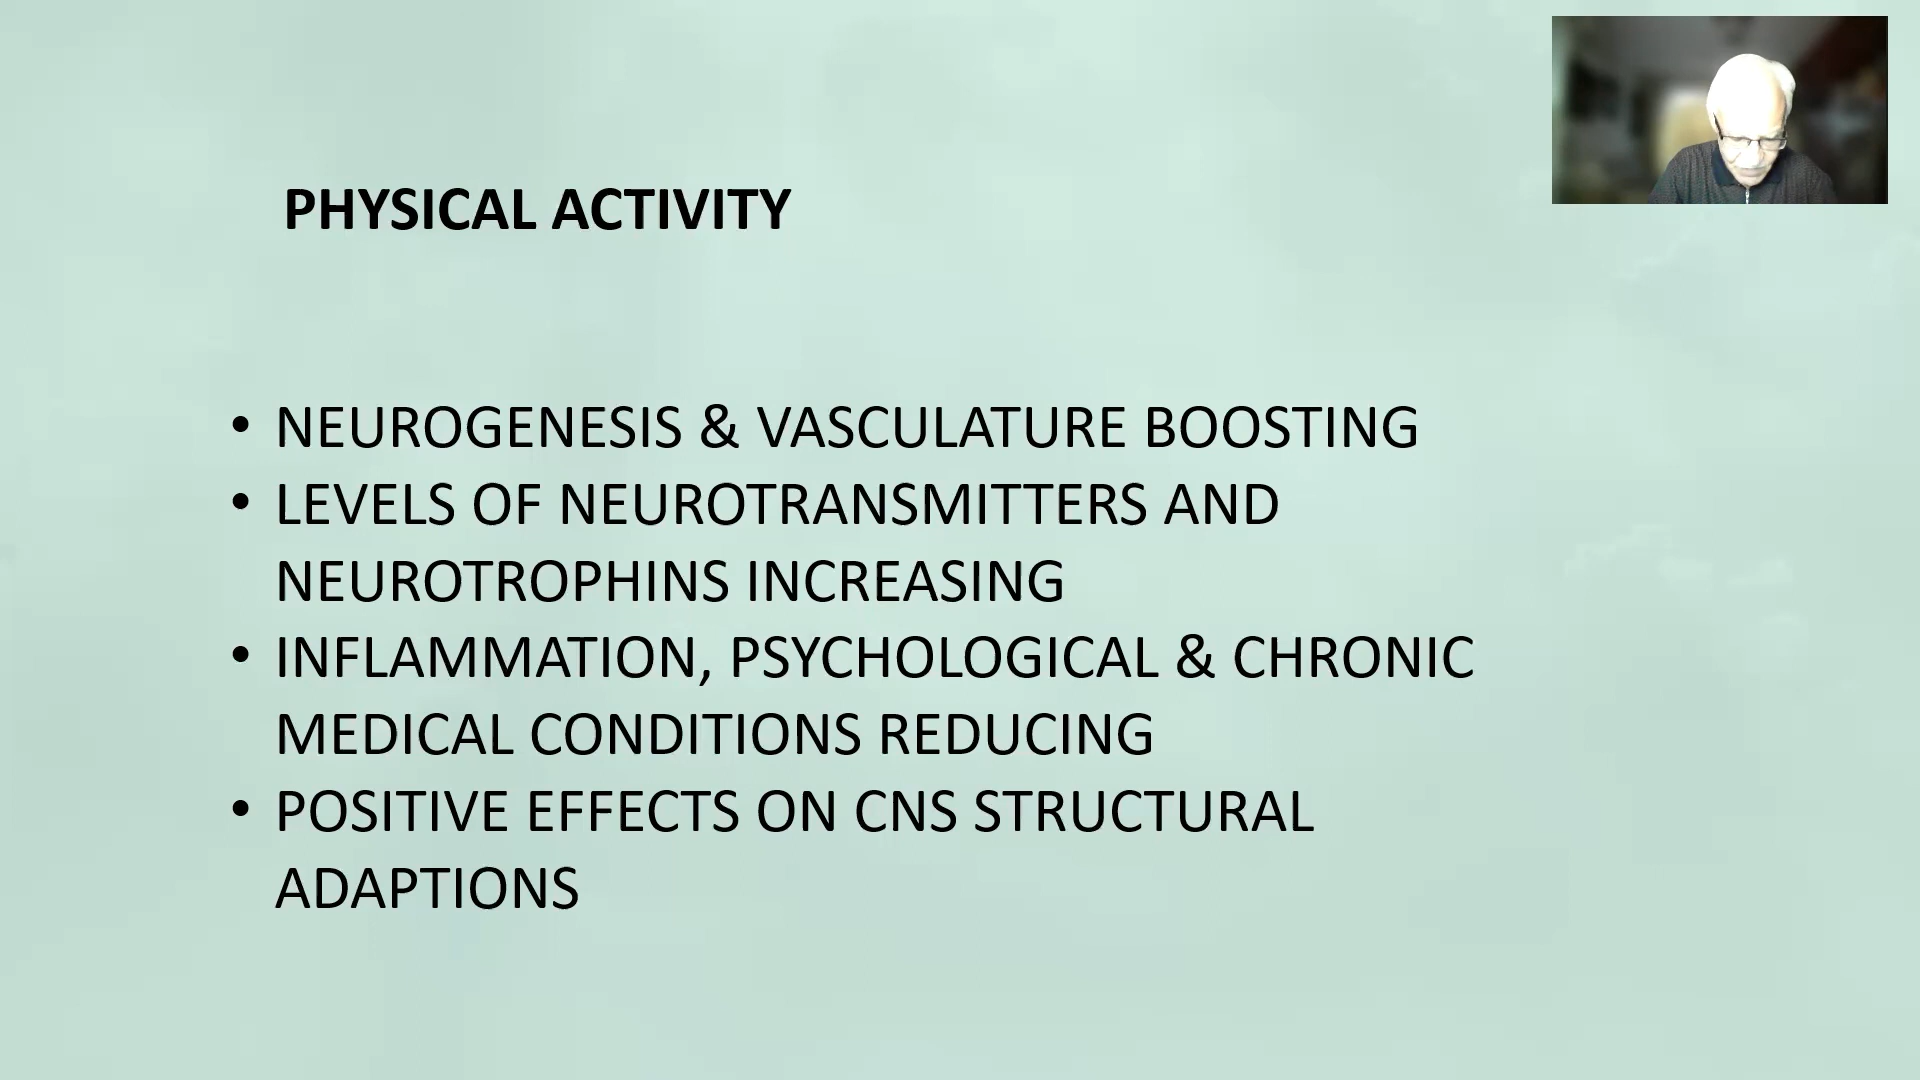 PHYSICAL ACTIVITY
• NEUROGENESIS & VASCULATURE BOOSTING
• LEVELS OF NEUROTRANSMITTERS AND
NEUROTROPHINS INCREASING
• INFLAMMATION, PSYCHOLOGICAL & CHRONIC
MEDICAL CONDITIONS REDUCING
• POSITIVE EFFECTS ON CNS STRUCTURAL
ADAPTIONS